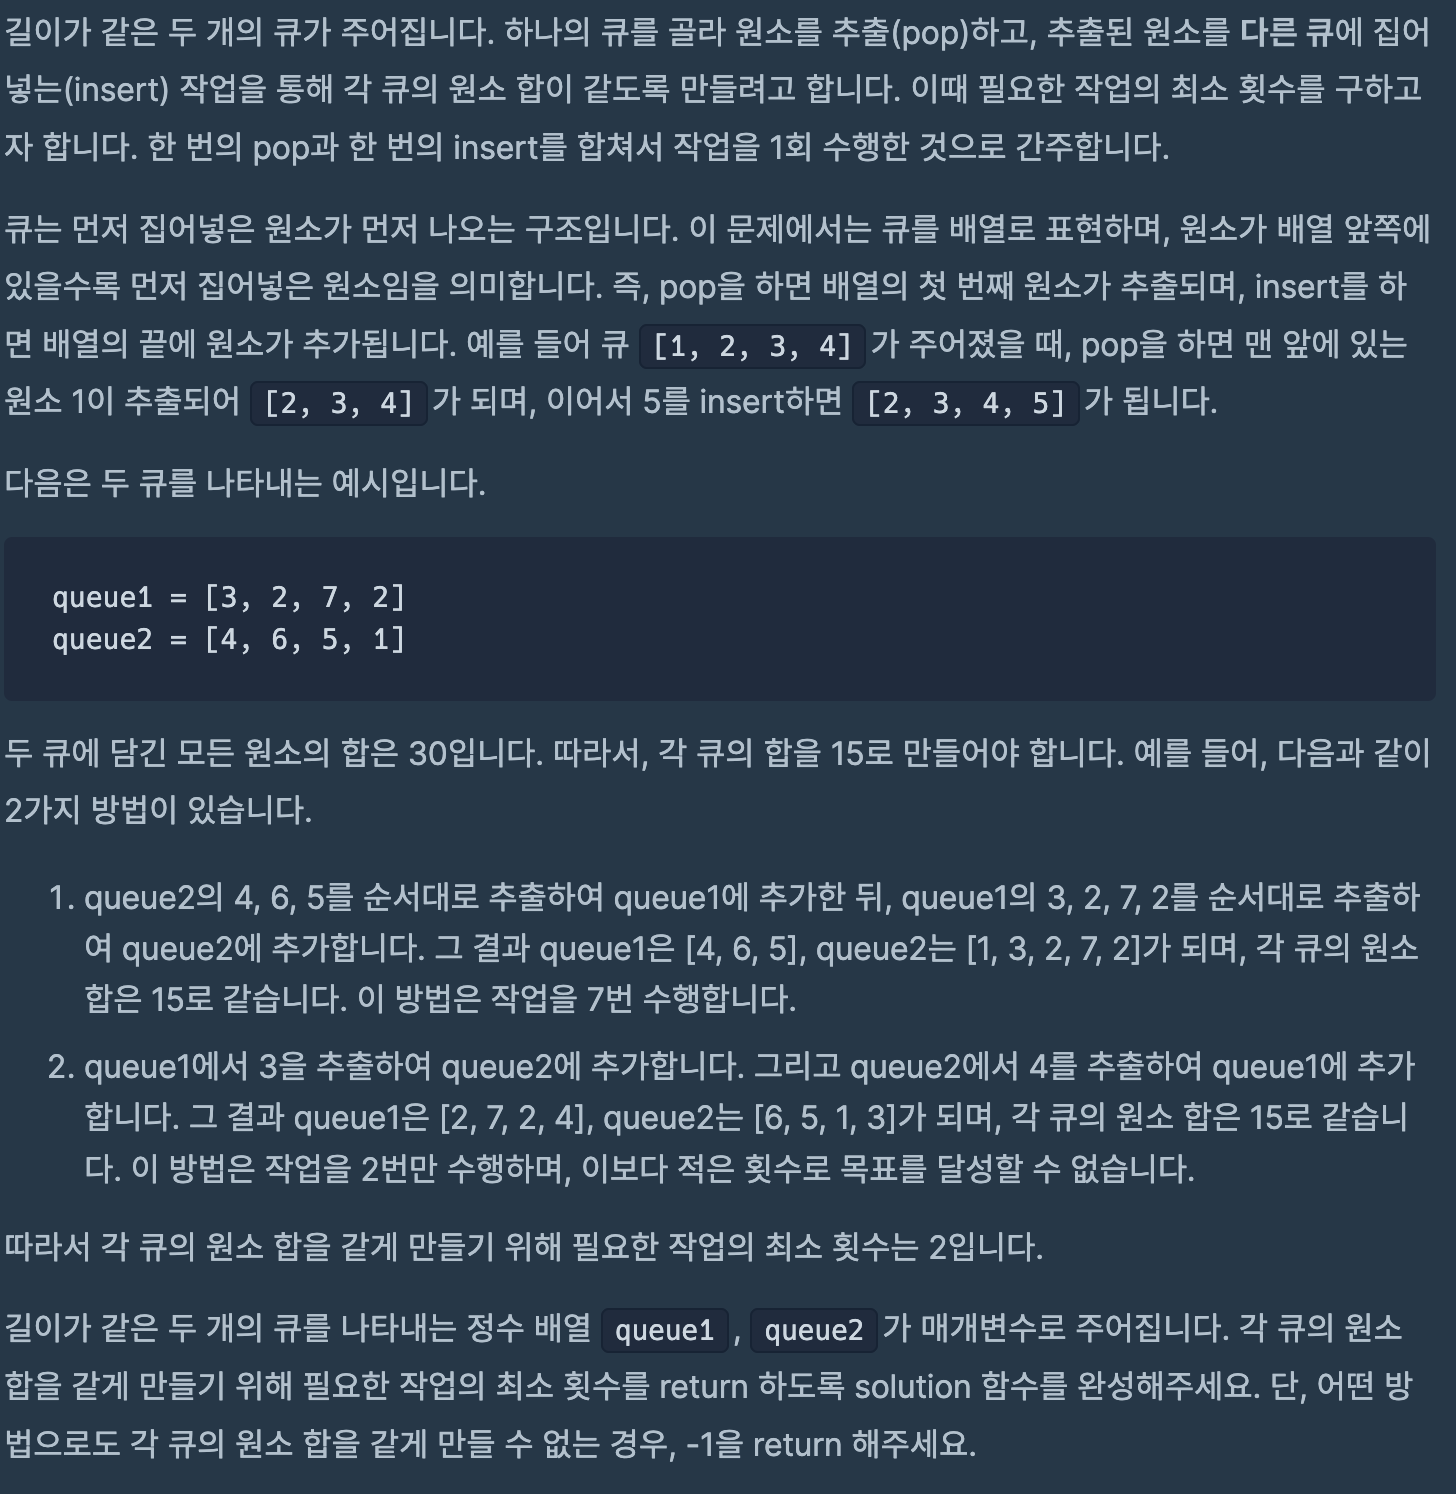 길이가 같은 두 개의 큐가 주어집니다. 하나의 큐를 골라 원소를 추출(pop)하고, 추출된 원소를 다른 큐에 집어
넣는(insert) 작업을 통해 각 큐의 원소 합이 같도록 만들려고 합니다. 이때 필요한 작업의 최소 횟수를 구하고
자 합니다. 한 번의 pop과 한 번의 insert를 합쳐서 작업을 1회 수행한 것으로 간주합니다.
큐는 먼저 집어넣은 원소가 먼저 나오는 구조입니다. 이 문제에서는 큐를 배열로 표현하며, 원소가 배열 앞쪽에
있을수록 먼저 집어넣은 원소임을 의미합니다. 즉, pop을 하면 배열의 첫 번째 원소가 추출되며, insert를 하
면 배열의 끝에 원소가 추가됩니다. 예를 들어 큐 [1, 2, 3, 4] 가 주어졌을 때, pop을 하면 맨 앞에 있는
원소 1이 추출되어 [2, 3, 4] 가 되며, 이어서 5를 insert하면 [2, 3, 4, 5] 가 됩니다.
다음은 두 큐를 나타내는 예시입니다.
queue1 = [3, 2, 7, 2]
queue2 = [4, 6, 5, 1]
두 큐에 담긴 모든 원소의 합은 30입니다. 따라서, 각 큐의 합을 15로 만들어야 합니다. 예를 들어, 다음과 같이
2가지 방법이 있습니다.
1. queue2의 4, 6, 5를 순서대로 추출하여 queue1에 추가한 뒤, queue1의 3, 2, 7, 2를 순서대로 추출하
여 queue2에 추가합니다. 그 결과 queue1은 [4, 6, 5], queue2는 [1, 3, 2, 7, 2]가 되며, 각 큐의 원소
합은 15로 같습니다. 이 방법은 작업을 7번 수행합니다.
2. queue1에서 3을 추출하여 queue2에 추가합니다. 그리고 queue2에서 4를 추출하여 queue1에 추가
합니다. 그 결과 queue1은 [2, 7, 2, 4], queue2는 [6, 5, 1, 3]가 되며, 각 큐의 원소 합은 15로 같습니
다. 이 방법은 작업을 2번만 수행하며, 이보다 적은 횟수로 목표를 달성할 수 없습니다.
따라서 각 큐의 원소 합을 같게 만들기 위해 필요한 작업의 최소 횟수는 2입니다.
길이가 같은 두 개의 큐를 나타내는 정수 배열 queue1 , queue2 가 매개변수로 주어집니다. 각 큐의 원소
합을 같게 만들기 위해 필요한 작업의 최소 횟수를 return 하도록 solution 함수를 완성해주세요. 단, 어떤 방
법으로도 각 큐의 원소 합을 같게 만들 수 없는 경우, -1을 return 해주세요.